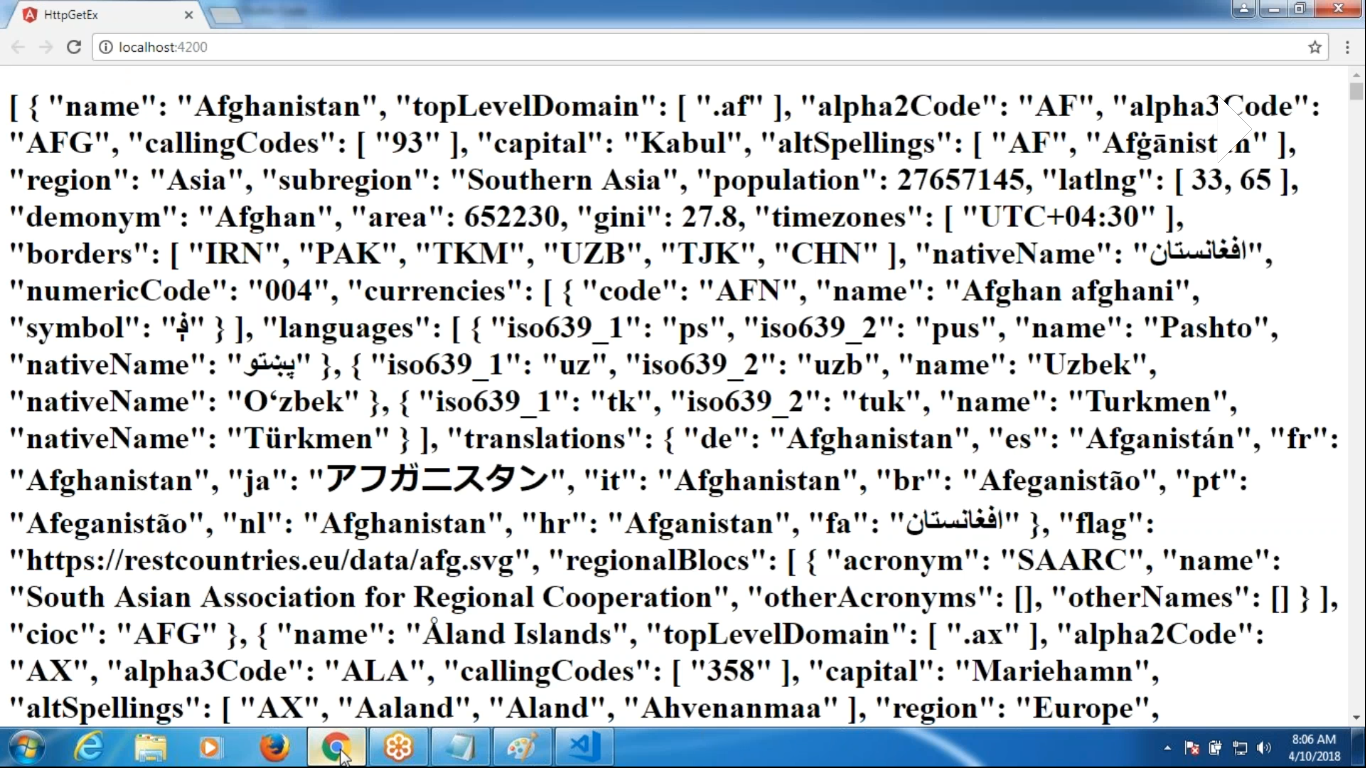 HttpGetEx
localhost:4200
[ { "name": "Afghanistan", "topLevelDomain": [ ".af" ], "alpha2Code": "AF", "alpha3Code":
"AFG", "callingCodes": [ "93" ], "capital": "Kabul", "altSpellings": [ "AF", "Afġānistān" ],
"region": "Asia", "subregion": "Southern Asia", "population": 27657145, "latlng": [ 33, 65 ],
"demonym": "Afghan", "area": 652230, "gini": 27.8, "timezones": [ "UTC+04:30" ],
"borders": [ "IRN", "PAK", "TKM", "UZB", "TJK", "CHN" ], "nativeName": "افغانستان",
"numericCode": "004", "currencies": [ { "code": "AFN", "name": "Afghan afghani",
"symbol": "؋" } ], "languages": [ { "iso639_1": "ps", "iso639_2": "pus", "name": "Pashto",
"nativeName": "پښتو" }, { "iso639_1": "uz", "iso639_2": "uzb", "name": "Uzbek",
"nativeName": "Oʻzbek" }, { "iso639_1": "tk", "iso639_2": "tuk", "name": "Turkmen",
"nativeName": "Türkmen" } ], "translations": { "de": "Afghanistan", "es": "Afganistán", "fr":
"Afghanistan", "ja": "アフガニスタン", "it": "Afghanistan", "br": "Afeganistão", "pt":
"Afeganistão", "nl": "Afghanistan", "hr": "Afganistan", "fa": "افغانستان" }, "flag":
"https://restcountries.eu/data/afg.svg", "regionalBlocs": [ { "acronym": "SAARC", "name":
"South Asian Association for Regional Cooperation", "otherAcronyms": [], "otherNames": [] } ],
"cioc": "AFG" }, { "name": "Åland Islands", "topLevelDomain": [ ".ax" ], "alpha2Code":
"AX", "alpha3Code": "ALA", "callingCodes": [ "358" ], "capital": "Mariehamn",
"altSpellings": [ "AX", "Aaland", "Aland", "Ahvenanmaa" ], "region": "Europe",
8:06 AM
4/10/2018